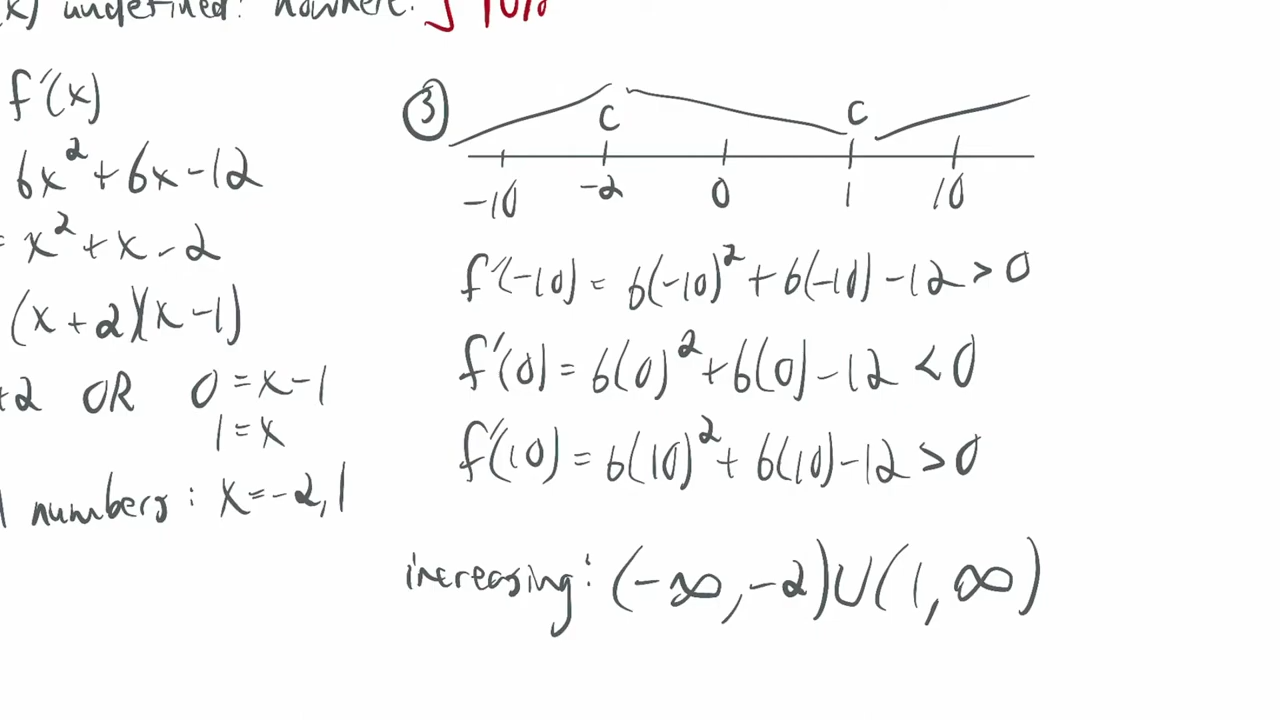 undefined: nowhere.
f'(x)
6x²+6x-12
= x²+x-2
(x+2)(x-1)
+2 OR 0=x-1
1=x
numbers: x=-2,1
③
C C
-10 -2 0 1 10
f'(-10) = 6(-10)²+6(-10)-12>0
f'(0) = 6(0)²+6(0)-12<0
f'(10) = 6(10)²+6(10)-12>0
increasing: (-∞,-2)∪(1,∞)